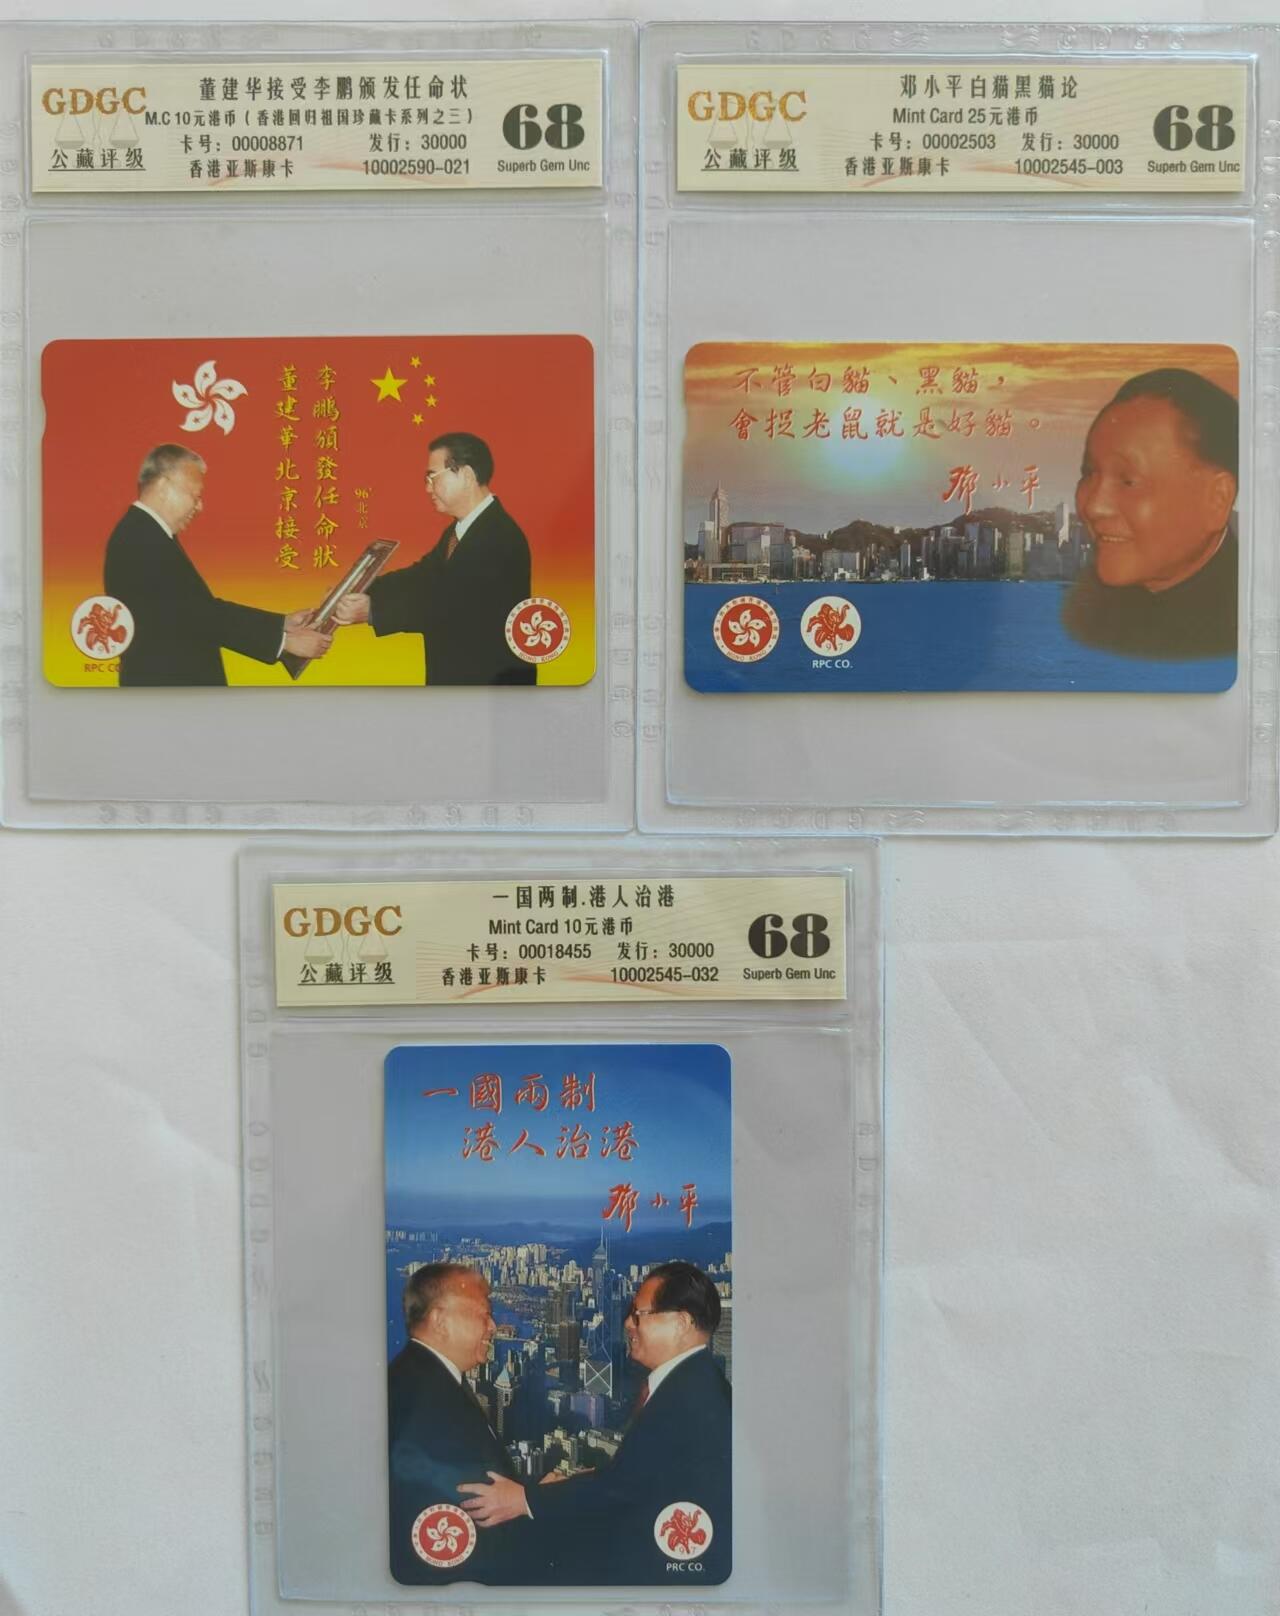 GDGC
公藏评级
董建华接受李鹏颁发任命状
M.C 10元港币（香港回归祖国珍藏卡系列之三）
卡号：00008871 发行：30000
香港亚斯康卡 10002590-021
68
Superb Gem Unc
董建華北京接受
李鵬頒發任命狀
96'北京
RPC CO
HONG KONG
GDGC
公藏评级
邓小平白猫黑猫论
Mint Card 25元港币
卡号：00002503 发行：30000
香港亚斯康卡 10002545-003
68
Superb Gem Unc
不管白貓、黑貓，
會捉老鼠就是好貓。
鄧小平
HONG KONG
97
RPC CO.
GDGC
公藏评级
一国两制.港人治港
Mint Card 10元港币
卡号：00018455 发行：30000
香港亚斯康卡 10002545-032
68
Superb Gem Unc
一國兩制
港人治港
鄧小平
HONG KONG
97
PRC CO.